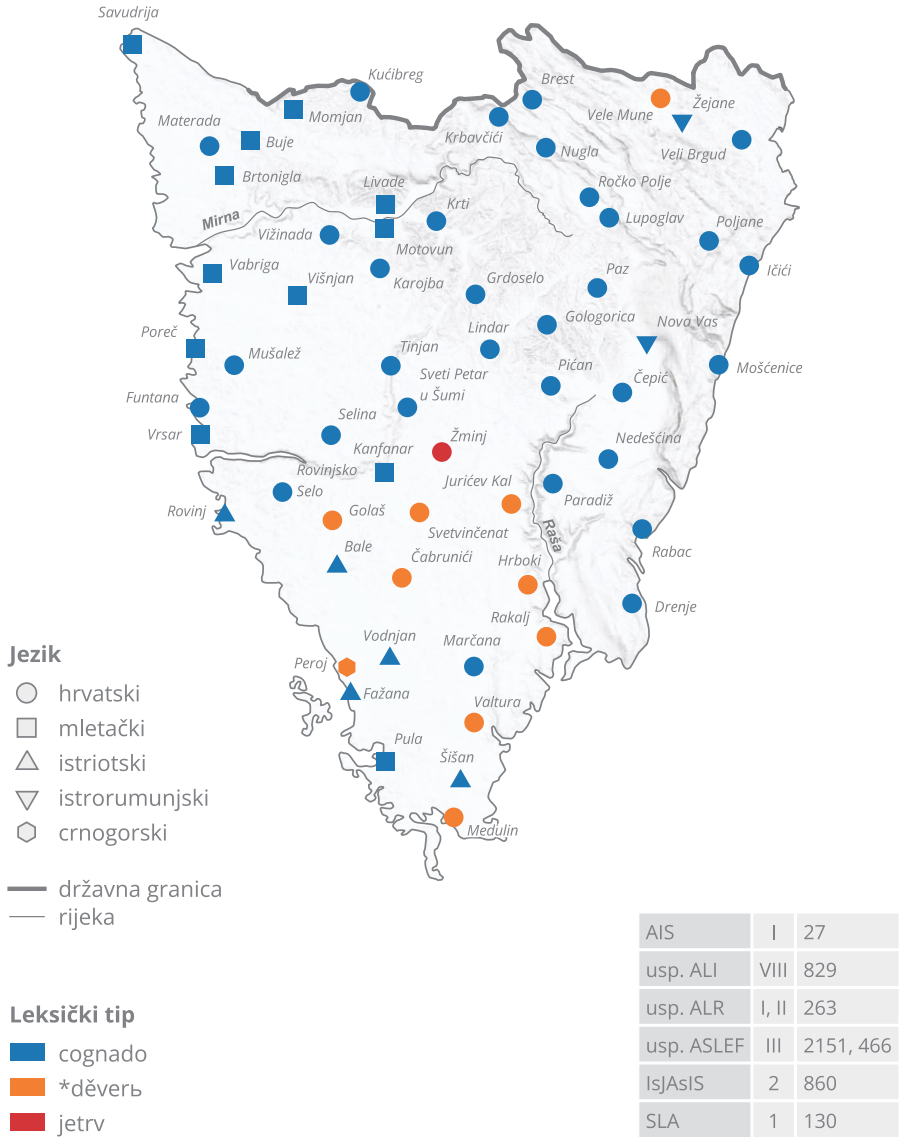 Savudrija
Kućibreg
Brest
Žejane
Vele Mune
Momjan
Materada
Krbavčići
Buje
Nugla
Veli Brgud
Brtonigla
Livade
Ročko Polje
Krti
Lupoglav
Mirna
Poljane
Vižinada
Motovun
Vabriga
Karojba
Paz
Ičići
Višnjan
Grdoselo
Gologorica
Nova Vas
Poreč
Lindar
Mušalež
Tinjan
Pićan
Mošćenice
Sveti Petar
u Šumi
Čepić
Funtana
Selina
Vrsar
Žminj
Nedešćina
Kanfanar
Rovinjsko
Selo
Jurićev Kal
Paradiž
Rovinj
Golaš
Svetvinčenat
Raša
Bale
Čabrunići
Hrboki
Rabac
Rakalj
Drenje
Vodnjan
Marčana
Peroj
Fažana
Valtura
Pula
Šišan
Medulin
Jezik
hrvatski
mletački
istriotski
istrorumunjski
crnogorski
državna granica
rijeka
Leksički tip
cognado
*děverь
jetrv
AIS I 27
usp. ALI VIII 829
usp. ALR I, II 263
usp. ASLEF III 2151, 466
IsJAsIS 2 860
SLA 1 130